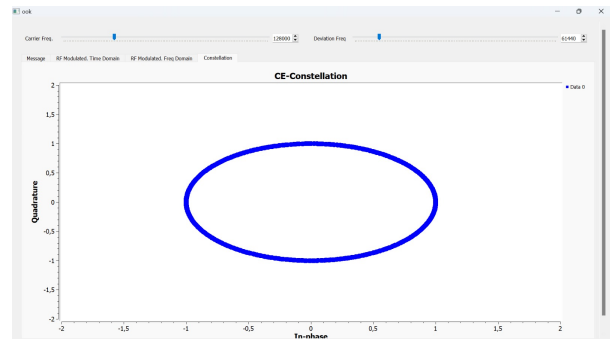 ook
Carrier Freq. 128000 Deviation Freq 61440
Message RF Modulated. Time Domain RF Modulated. Freq Domain Constellation
CE-Constellation
Data 0
2
1,5
1
0,5
0
-0,5
-1
-1,5
-2
Quadrature
-2 -1,5 -1 -0,5 0 0,5 1 1,5 2
In-phase